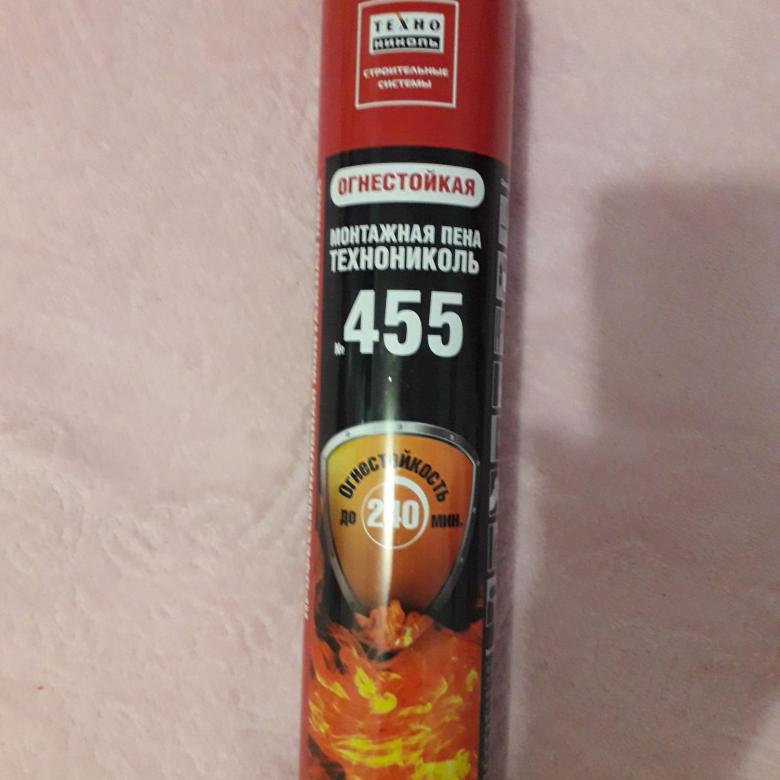 ТЕХНО
НИКОЛЬ
СТРОИТЕЛЬНЫЕ
СИСТЕМЫ
ОГНЕСТОЙКАЯ
МОНТАЖНАЯ ПЕНА
ТЕХНОНИКОЛЬ
№455
ОГНЕСТОЙКОСТЬ
ДО 240 МИН.